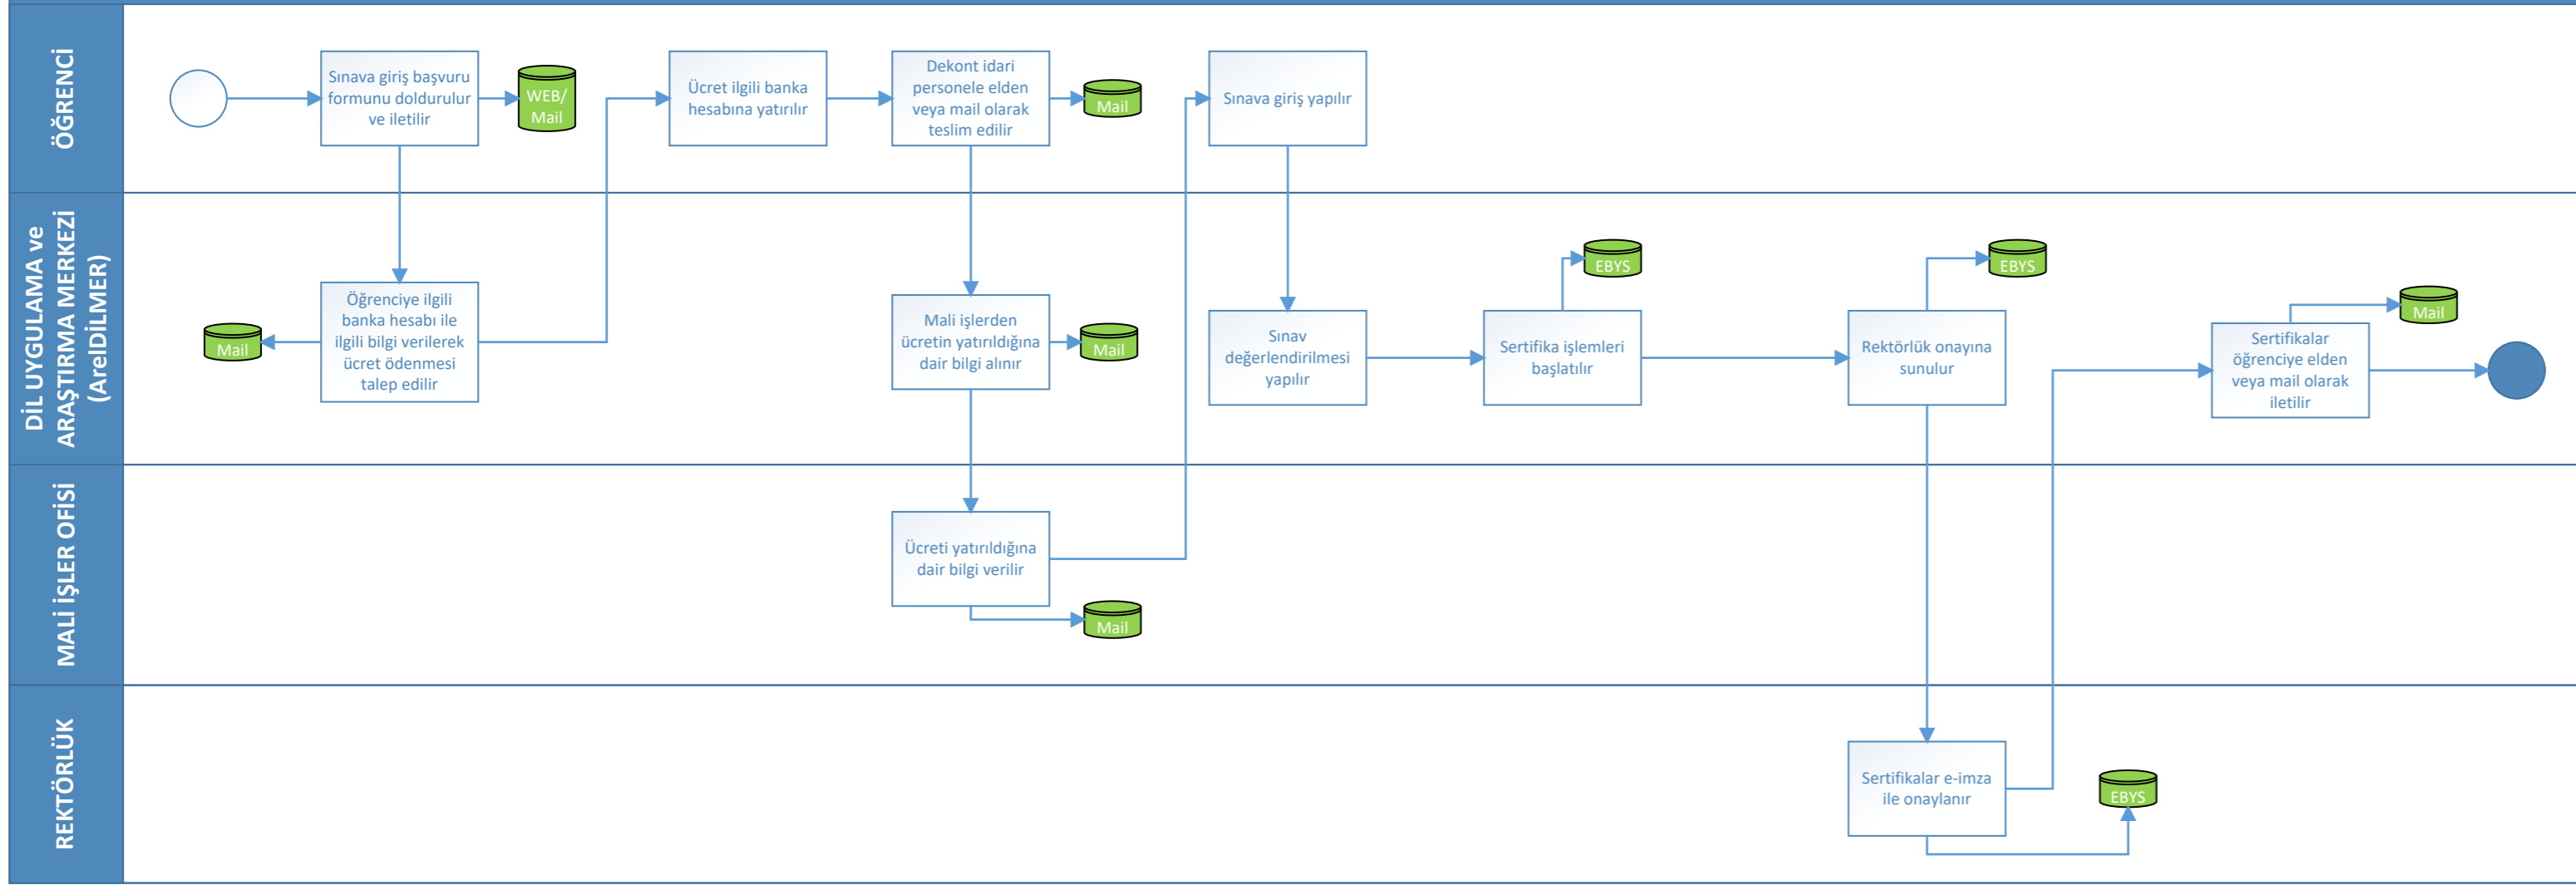 ÖĞRENCİ
Sınava giriş başvuru
formunu doldurulur
ve iletilir
WEB/
Mail
Ücret ilgili banka
hesabına yatırılır
Dekont idari
personele elden
veya mail olarak
teslim edilir
Mail
Sınava giriş yapılır
DİL UYGULAMA ve
ARAŞTIRMA MERKEZİ
(ArelDİLMER)
Mail
Öğrenciye ilgili
banka hesabı ile
ilgili bilgi verilerek
ücret ödenmesi
talep edilir
Mali işlerden
ücretin yatırıldığına
dair bilgi alınır
Mail
Sınav
değerlendirilmesi
yapılır
Sertifika işlemleri
başlatılır
EBYS
Rektörlük onayına
sunulur
EBYS
Sertifikalar
öğrenciye elden
veya mail olarak
iletilir
Mail
MALİ İŞLER OFİSİ
Ücreti yatırıldığına
dair bilgi verilir
Mail
REKTÖRLÜK
Sertifikalar e-imza
ile onaylanır
EBYS